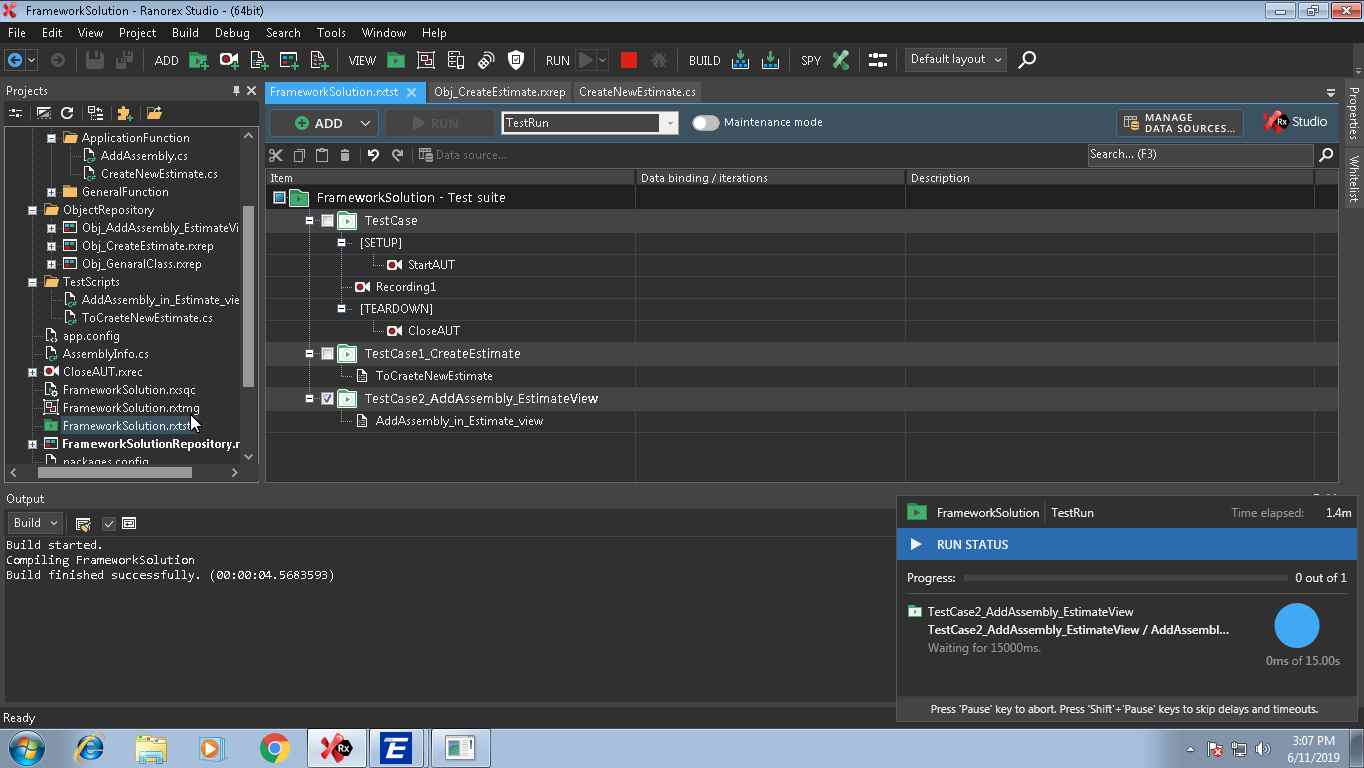 FrameworkSolution - Ranorex Studio - (64bit)
File Edit View Project Build Debug Search Tools Window Help
ADD VIEW RUN BUILD SPY Default layout
Projects
FrameworkSolution.rxtst Obj_CreateEstimate.rxrep CreateNewEstimate.cs
Properties
Whitelist
ADD RUN TestRun Maintenance mode MANAGE DATA SOURCES... Rx Studio
Data source... Search... (F3)
Item Data binding / iterations Description
ApplicationFunction
AddAssembly.cs
CreateNewEstimate.cs
GeneralFunction
ObjectRepository
Obj_AddAssembly_EstimateVi
Obj_CreateEstimate.rxrep
Obj_GenaralClass.rxrep
TestScripts
AddAssembly_in_Estimate_vie
ToCraeteNewEstimate.cs
app.config
AssemblyInfo.cs
CloseAUT.rxrec
FrameworkSolution.rxsqc
FrameworkSolution.rxtmg
FrameworkSolution.rxtst
FrameworkSolutionRepository.r
packages.config
FrameworkSolution - Test suite
TestCase
[SETUP]
StartAUT
Recording1
[TEARDOWN]
CloseAUT
TestCase1_CreateEstimate
ToCraeteNewEstimate
TestCase2_AddAssembly_EstimateView
AddAssembly_in_Estimate_view
Output
Build
Build started.
Compiling FrameworkSolution
Build finished successfully. (00:00:04.5683593)
FrameworkSolution TestRun Time elapsed: 1.4m
RUN STATUS
Progress: 0 out of 1
TestCase2_AddAssembly_EstimateView
TestCase2_AddAssembly_EstimateView / AddAssembl...
Waiting for 15000ms.
0ms of 15.00s
Press 'Pause' key to abort. Press 'Shift'+'Pause' keys to skip delays and timeouts.
Ready
Rx
3:07 PM
6/11/2019